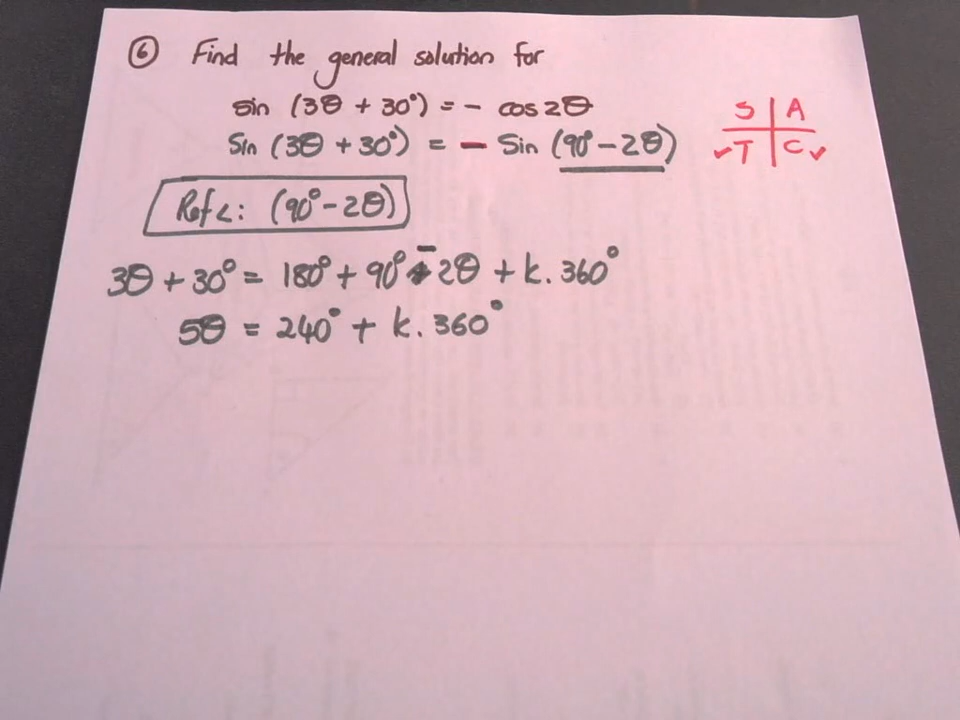 ⑥ Find the general solution for
sin (3θ + 30°) = - cos 2θ
Sin (3θ + 30°) = - Sin (90° - 2θ)
S A
✓T C✓
Ref<: (90° - 2θ)
3θ + 30° = 180° + 90° - 2θ + k. 360°
5θ = 240° + k. 360°